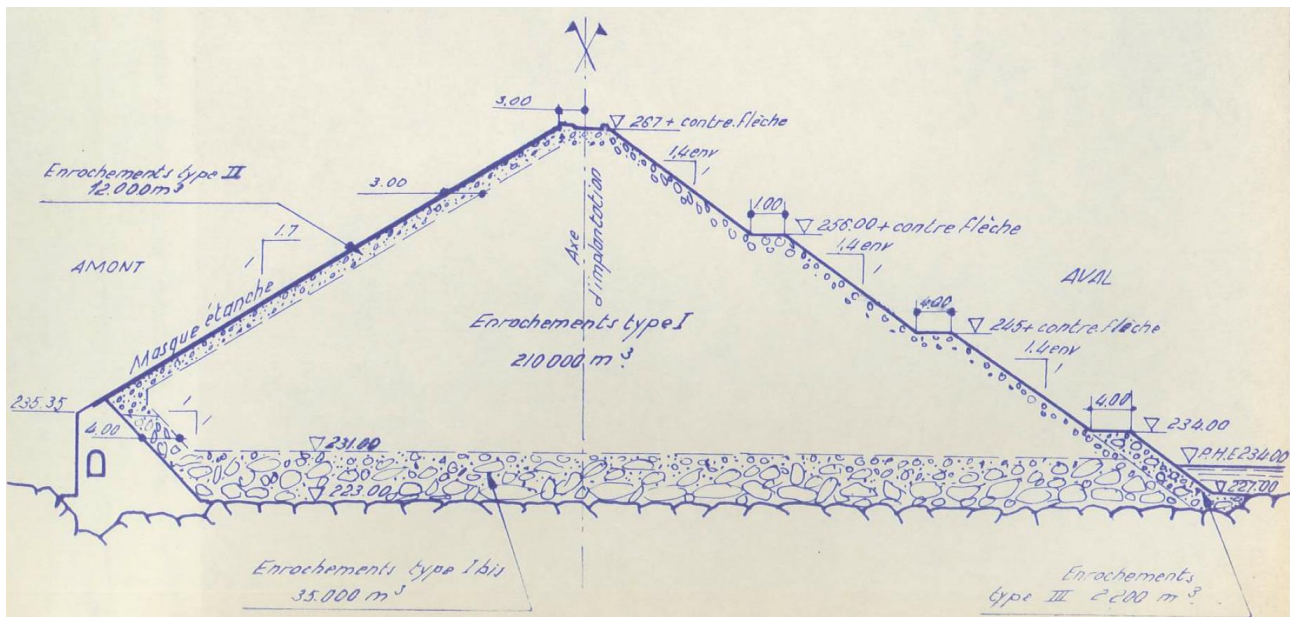 3.00
267 + contre.flèche
Enrochements type II
12.000 m³
3.00
1.4 env
1
1.00
256.00 + contre flèche
1.7
1
AMONT
Axe
d'implantation
1.4 env
1
AVAL
Masque étanche
Enrochements type I
210 000 m³.
4.00
245 + contre.flèche
1.4 env
1
235.35
4.00
1
1
4.00
234.00
231.00
P.H.E 234.00
223.00
227.00
Enrochements type I bis
35.000 m³
Enrochements
type III 2.200 m³.